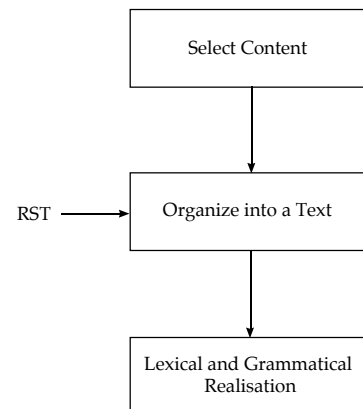 Select Content
RST
Organize into a Text
Lexical and Grammatical
Realisation